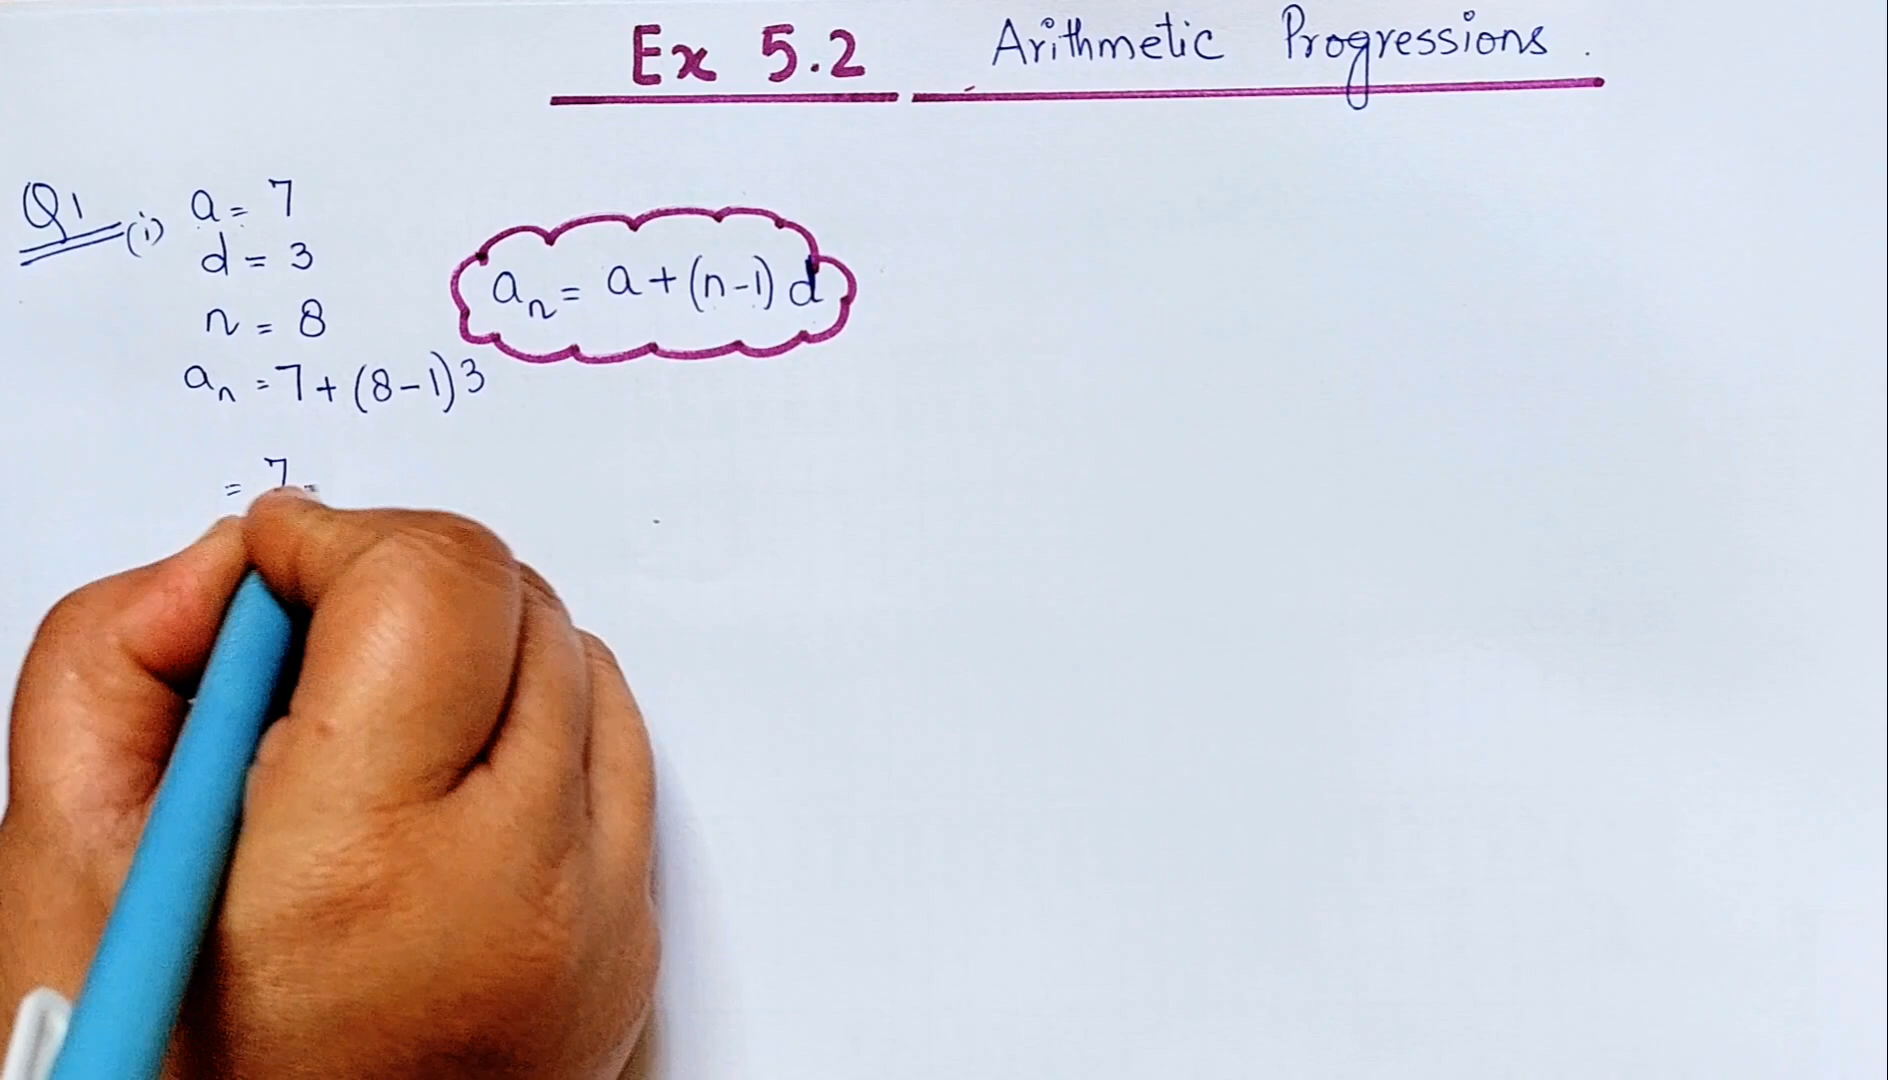 Ex 5.2 Arithmetic Progressions.
Q1 (i) a = 7
d = 3
n = 8
aₙ = a + (n-1) d
aₙ = 7 + (8-1) 3
= 7